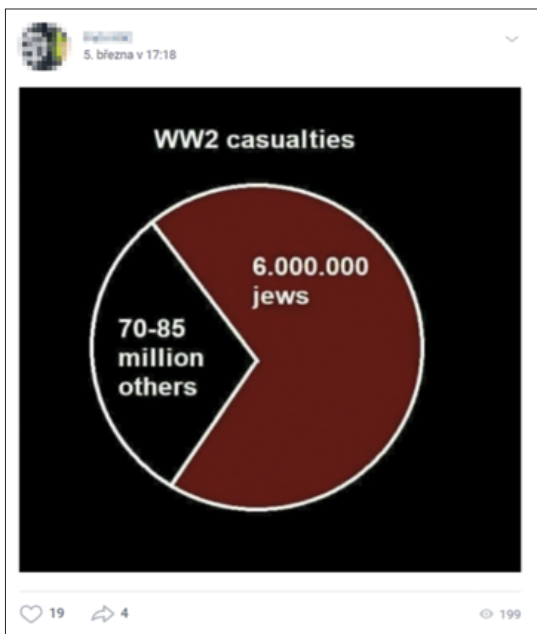 5. března v 17:18
WW2 casualties
6.000.000
jews
70-85
million
others
19
4
199